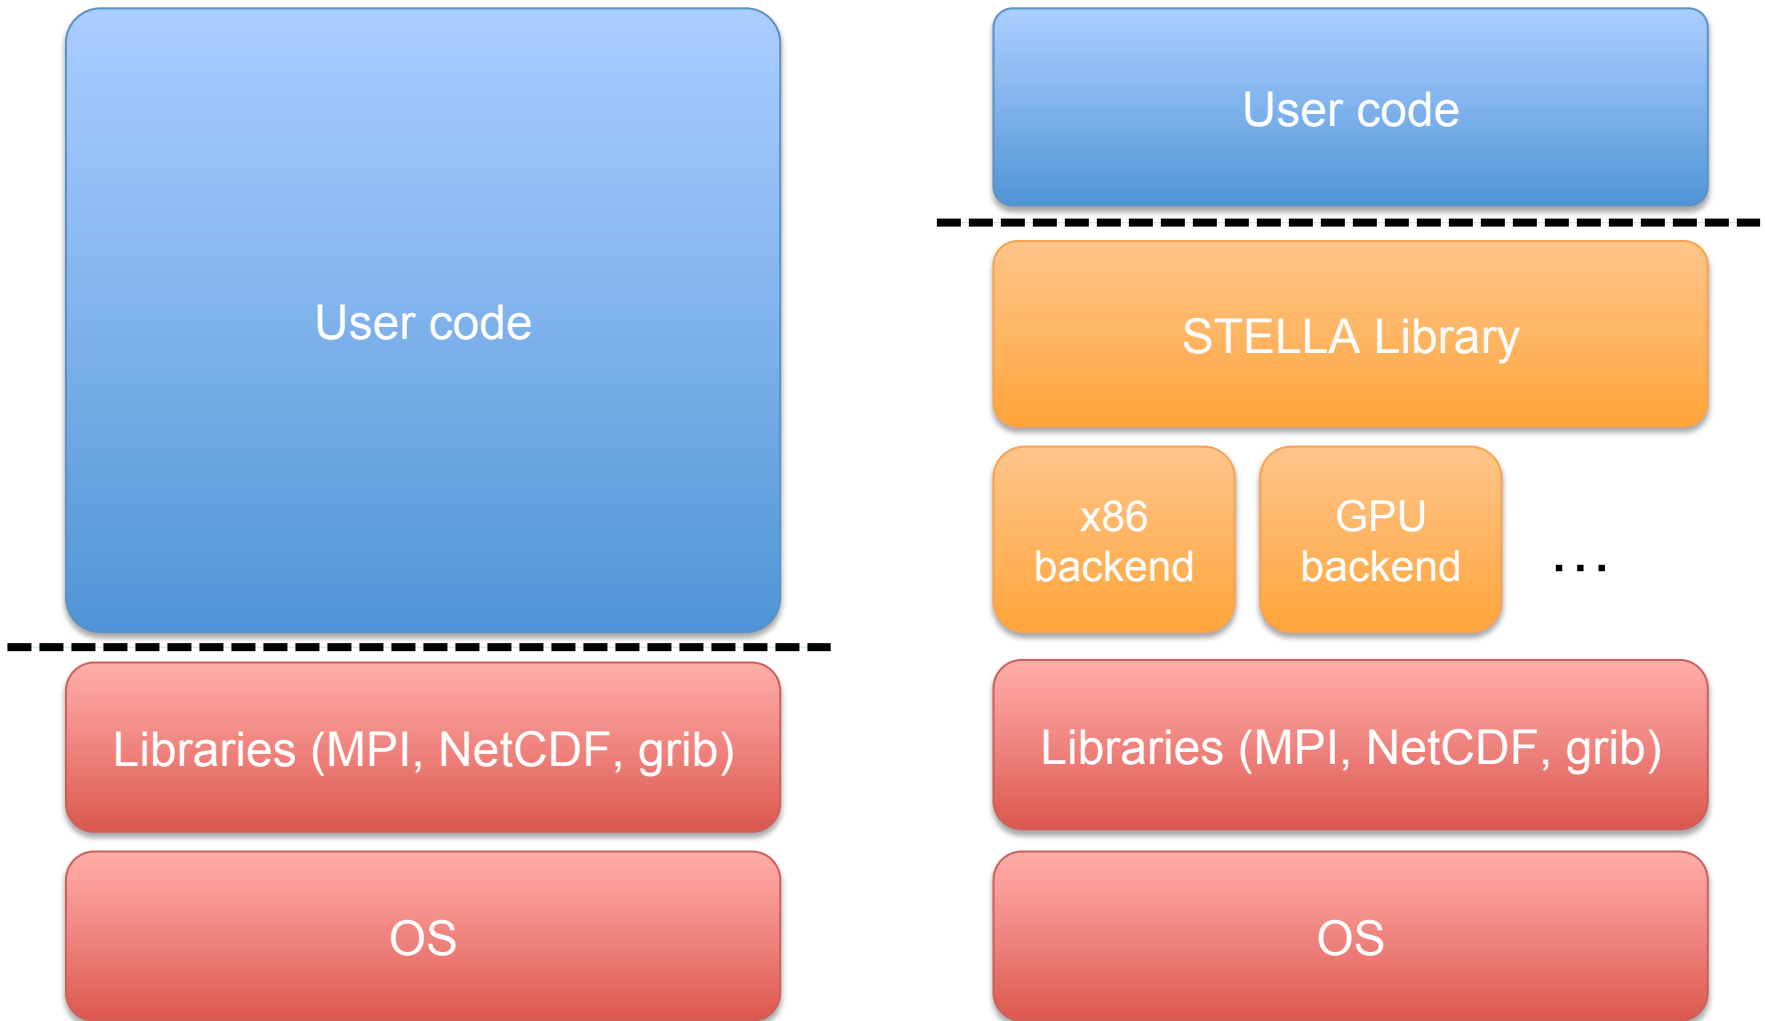 User code
Libraries (MPI, NetCDF, grib)
OS
User code
STELLA Library
x86
backend
GPU
backend
...
Libraries (MPI, NetCDF, grib)
OS